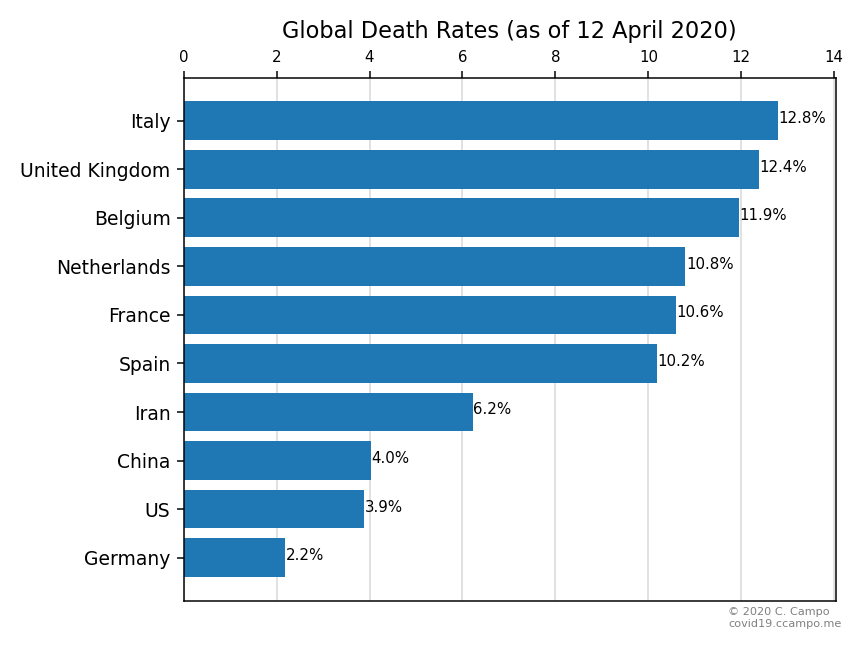 Global Death Rates (as of 12 April 2020)
0 2 4 6 8 10 12 14
Italy 12.8%
United Kingdom 12.4%
Belgium 11.9%
Netherlands 10.8%
France 10.6%
Spain 10.2%
Iran 6.2%
China 4.0%
US 3.9%
Germany 2.2%
© 2020 C. Campo
covid19.ccampo.me